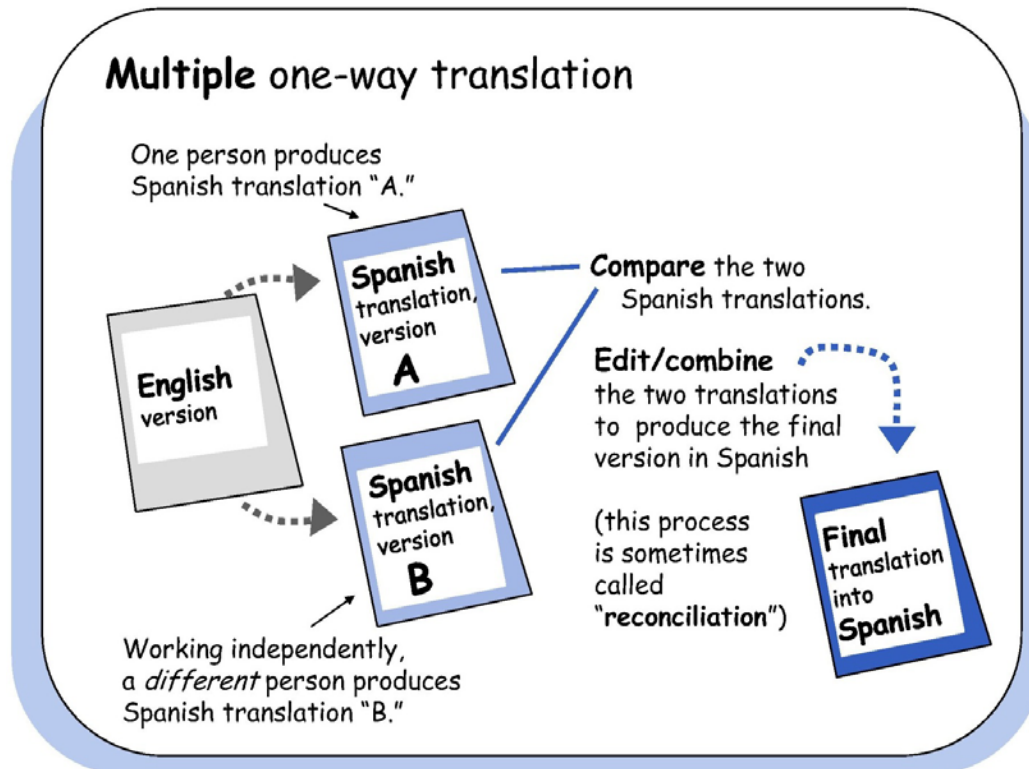 Multiple one-way translation
One person produces
Spanish translation “A.”
English
version
Spanish
translation,
version
A
Spanish
translation,
version
B
Working independently,
a different person produces
Spanish translation “B.”
Compare the two
Spanish translations.
Edit/combine
the two translations
to produce the final
version in Spanish
(this process
is sometimes
called
“reconciliation”)
Final
translation
into
Spanish